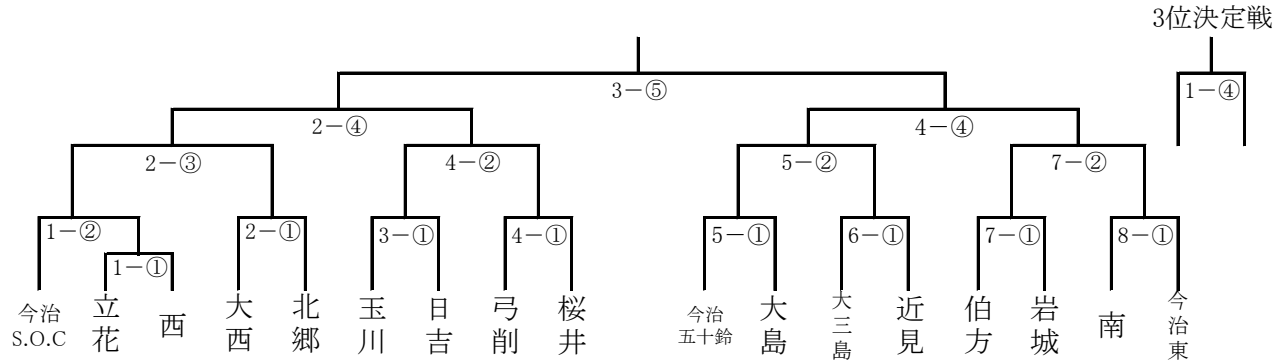 3位決定戦
3－⑤
1－④
2－④
4－④
2－③
4－②
5－②
7－②
1－②
2－①
3－①
4－①
5－①
6－①
7－①
8－①
1－①
今治
S.O.C
立花
西
大西
北郷
玉川
日吉
弓削
桜井
今治
五十鈴
大島
大三島
近見
伯方
岩城
南
今治東